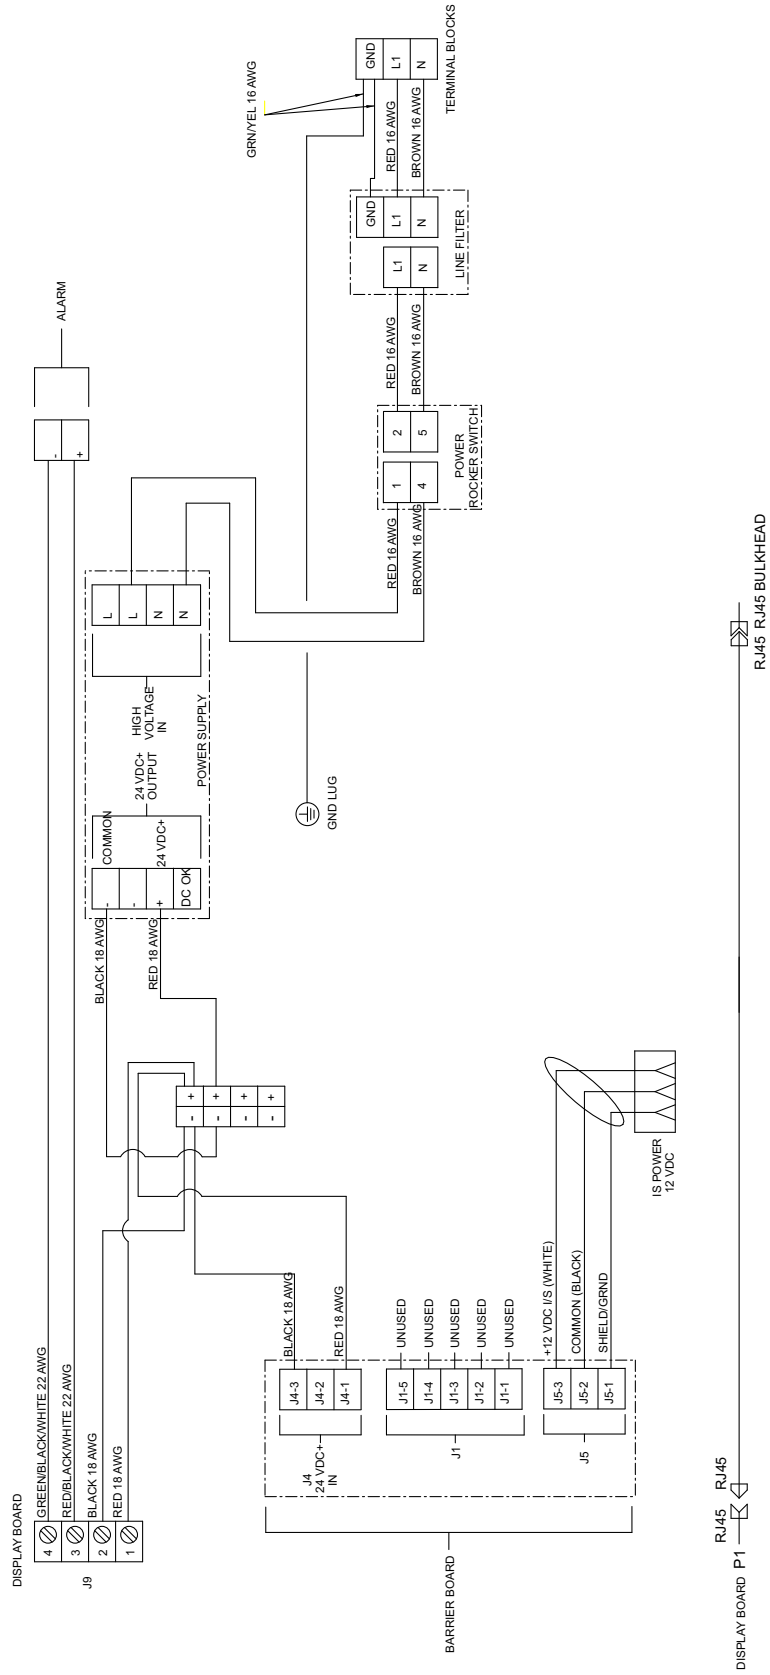 DISPLAY BOARD
J9
4
3
2
1
GREEN/BLACK/WHITE 22 AWG
RED/BLACK/WHITE 22 AWG
BLACK 18 AWG
RED 18 AWG
-
+
ALARM
BARRIER BOARD
J4
24 VDC+
IN
J4-3
J4-2
J4-1
BLACK 18 AWG
RED 18 AWG
J1
J1-5
J1-4
J1-3
J1-2
J1-1
UNUSED
UNUSED
UNUSED
UNUSED
UNUSED
J5
J5-3
J5-2
J5-1
+12 VDC I/S (WHITE)
COMMON (BLACK)
SHIELD/GRND
IS POWER
12 VDC
- +
- +
- +
- +
BLACK 18 AWG
RED 18 AWG
-
-
+
DC OK
COMMON
24 VDC+
24 VDC+
OUTPUT
HIGH
VOLTAGE
IN
POWER SUPPLY
L
L
N
N
GND LUG
RED 16 AWG
BROWN 16 AWG
1
4
2
5
POWER
ROCKER SWITCH
RED 16 AWG
BROWN 16 AWG
L1
N
GND
L1
N
LINE FILTER
RED 16 AWG
BROWN 16 AWG
GRN/YEL 16 AWG
GND
L1
N
TERMINAL BLOCKS
DISPLAY BOARD P1
RJ45
RJ45
RJ45 RJ45 BULKHEAD